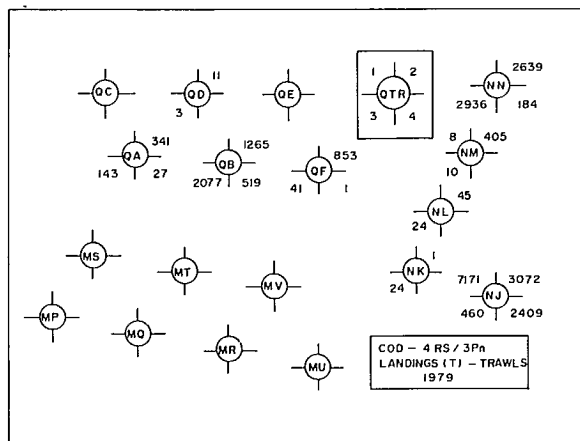 11
1 2
2639
QC QD QE QTR NN
3
3 4
2936 184
341 1265 853 8 405
QA QB QF NM
143 27 2077 519 41 1 10
45
NL
24
MS MT MV NK 1
24
7171 3072
MP MQ MR MU NJ
460 2409
COD - 4 RS / 3Pn
LANDINGS (T) - TRAWLS
1979